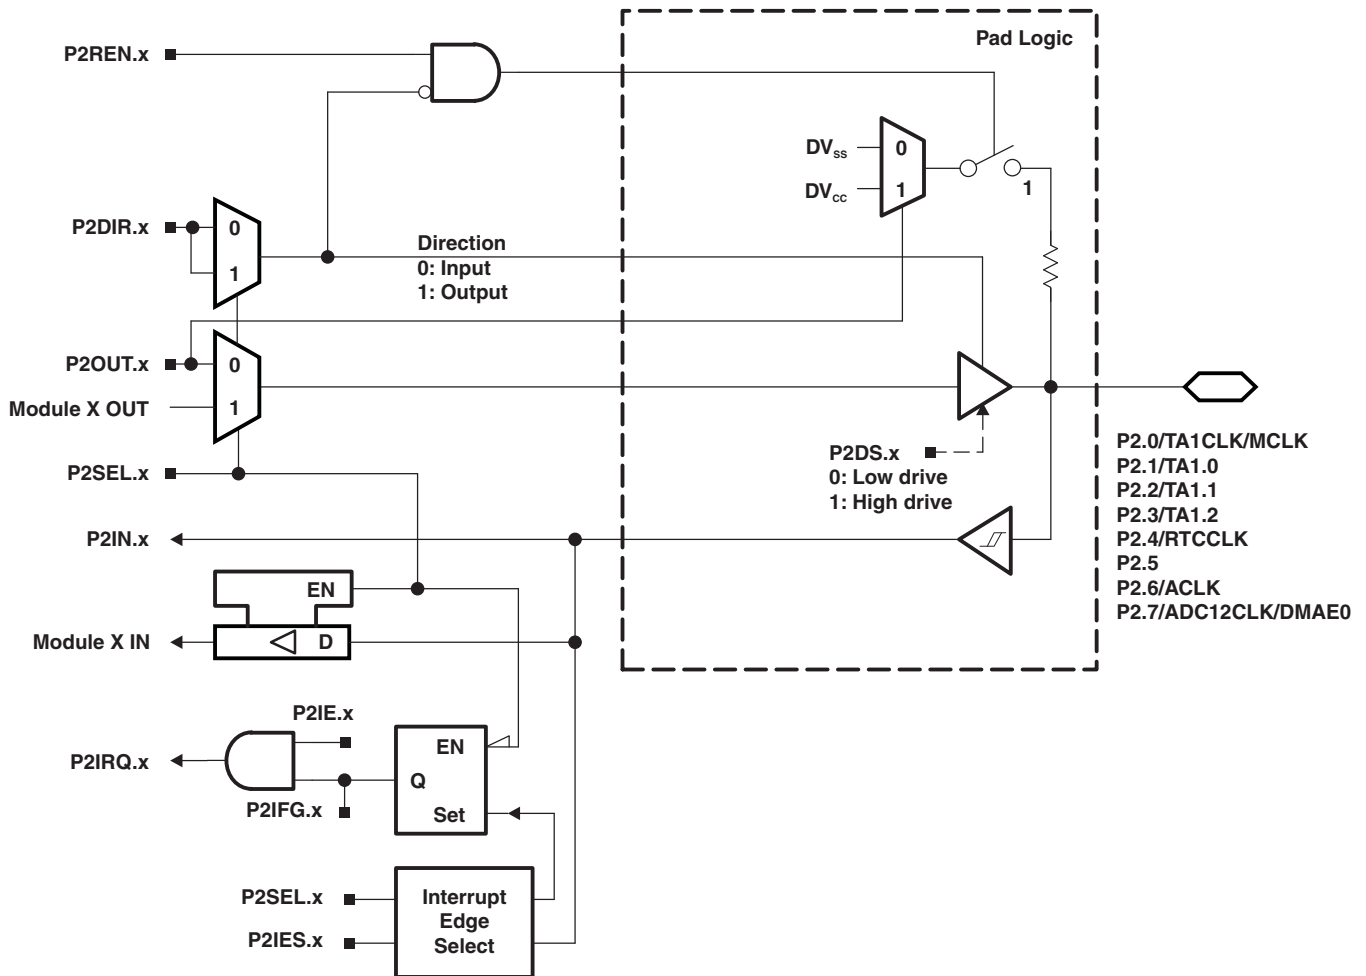 Pad Logic
P2REN.x
DVSS
0
DVCC
1
1
P2DIR.x
0
1
Direction
0: Input
1: Output
P2OUT.x
0
Module X OUT
1
P2SEL.x
P2DS.x
0: Low drive
1: High drive
P2.0/TA1CLK/MCLK
P2.1/TA1.0
P2.2/TA1.1
P2.3/TA1.2
P2.4/RTCCLK
P2.5
P2.6/ACLK
P2.7/ADC12CLK/DMAE0
P2IN.x
EN
Module X IN
D
P2IE.x
P2IRQ.x
EN
Q
P2IFG.x
Set
P2SEL.x
P2IES.x
Interrupt
Edge
Select